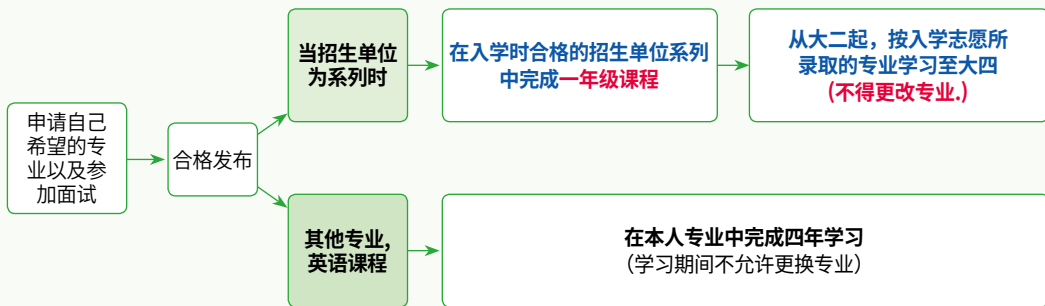 申请自己
希望的专
业以及参
加面试
合格发布
当招生单位
为系列时
在入学时合格的招生单位系列
中完成一年级课程
从大二起，按入学志愿所
录取的专业学习至大四
(不得更改专业.)
其他专业,
英语课程
在本人专业中完成四年学习
（学习期间不允许更换专业）